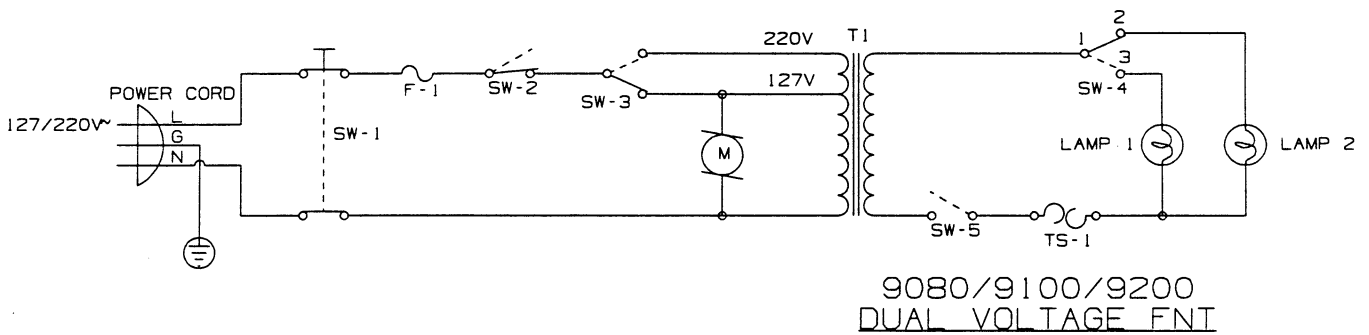 2
220V
T1
1
3
127V
F-1
SW-2
SW-3
SW-4
POWER CORD
L
127/220V~
G
SW-1
N
M
LAMP 1
LAMP 2
SW-5
TS-1
9080/9100/9200
DUAL VOLTAGE FNT